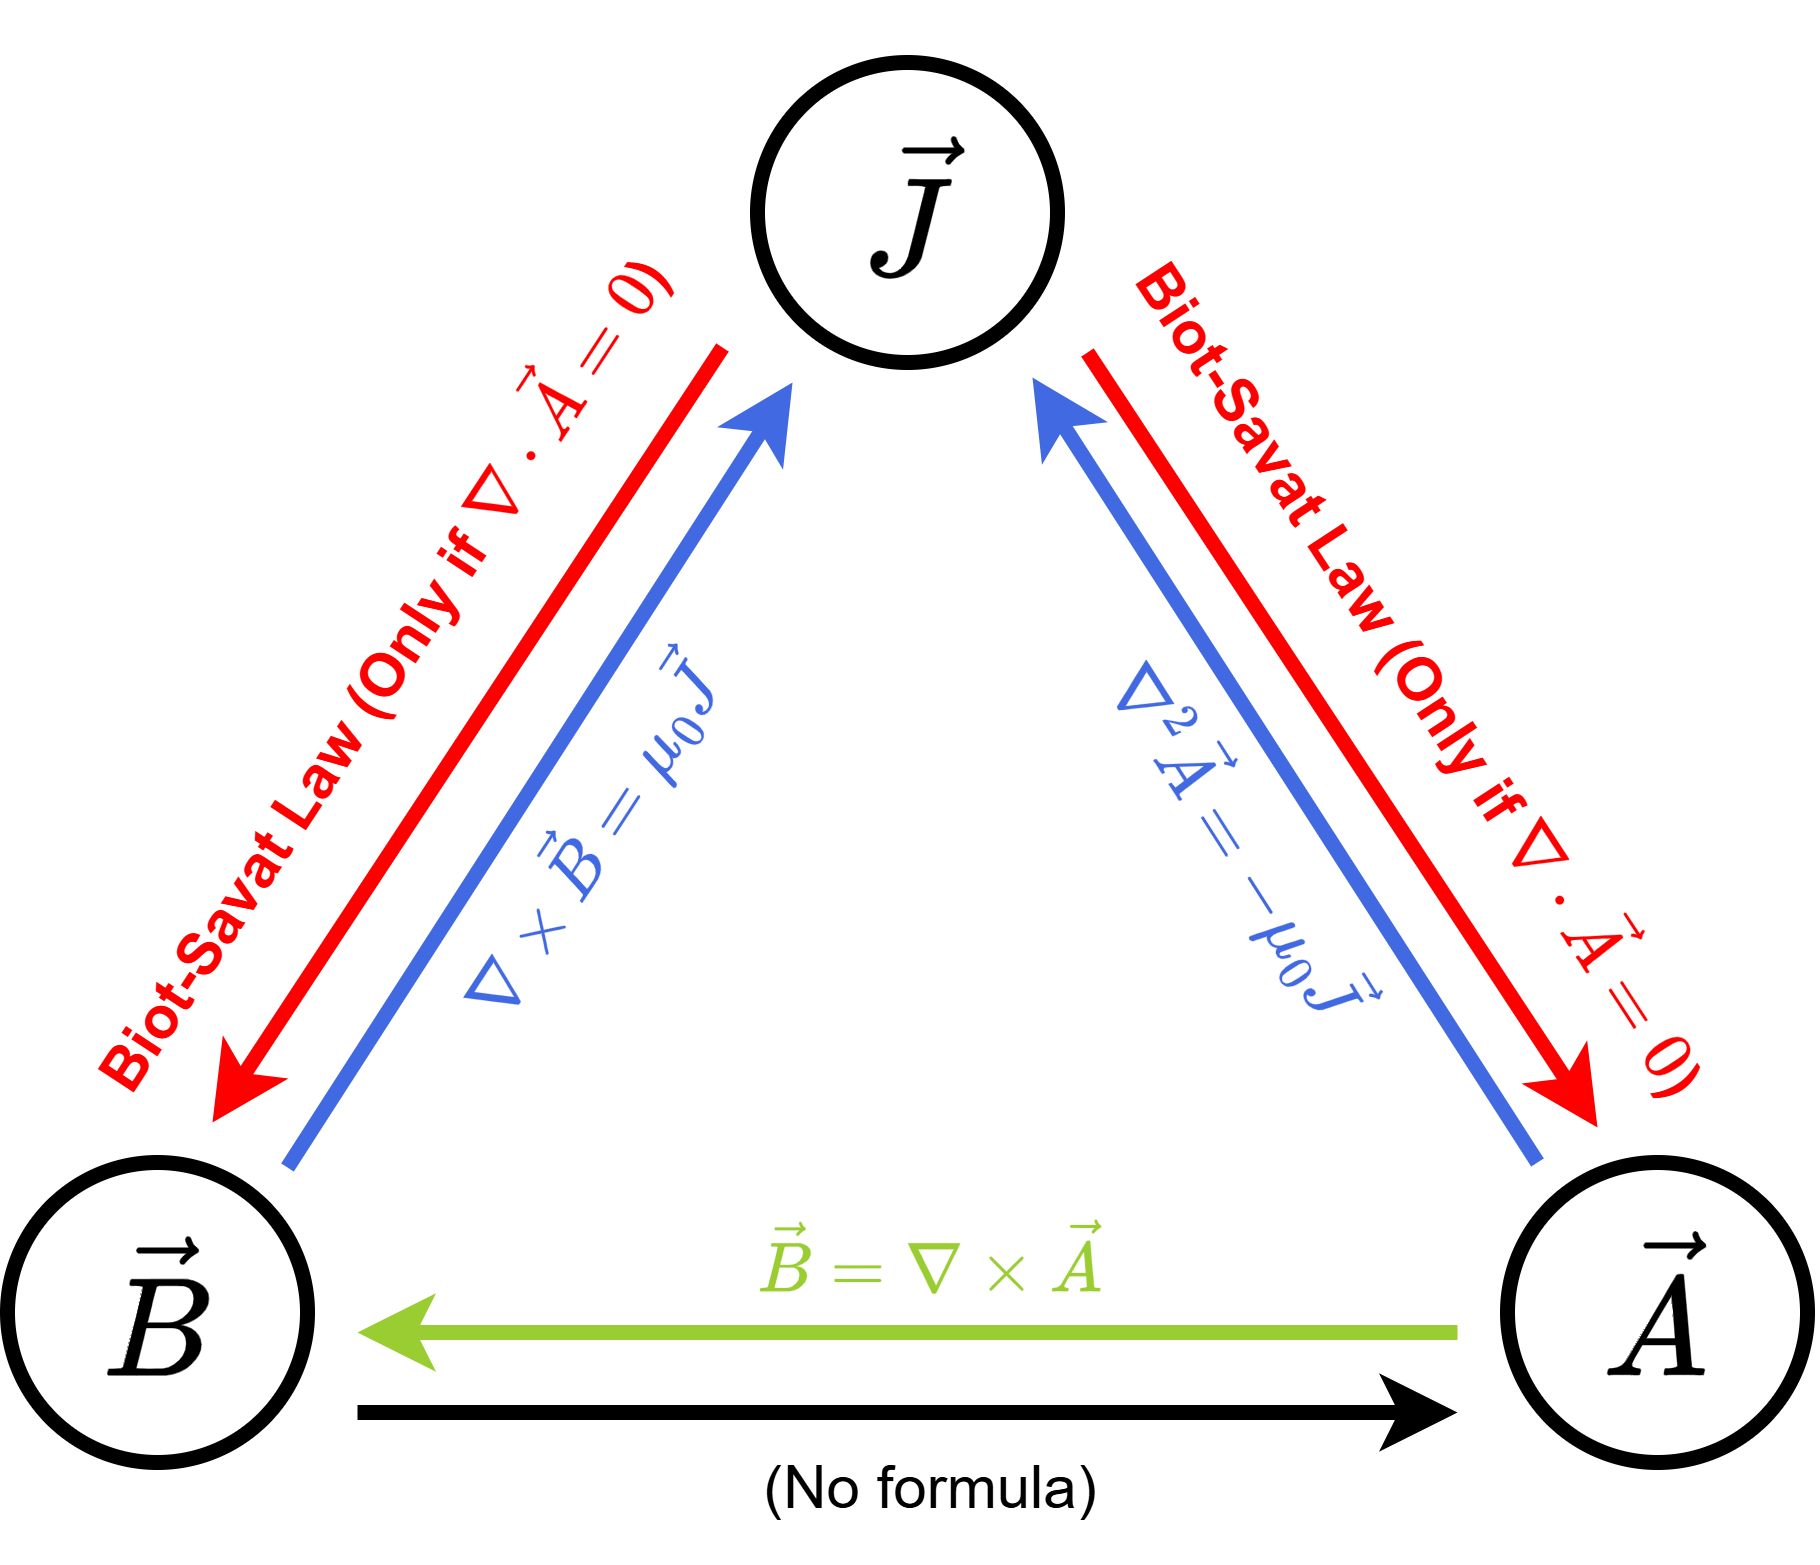 $\vec{J}$
Biot-Savat Law (Only if $\nabla \cdot \vec{A} = 0$)
$\nabla \times \vec{B} = \mu_0 \vec{J}$
$\nabla^2 \vec{A} = -\mu_0 \vec{J}$
Biot-Savat Law (Only if $\nabla \cdot \vec{A} = 0$)
$\vec{B}$
$\vec{B} = \nabla \times \vec{A}$
$\vec{A}$
(No formula)